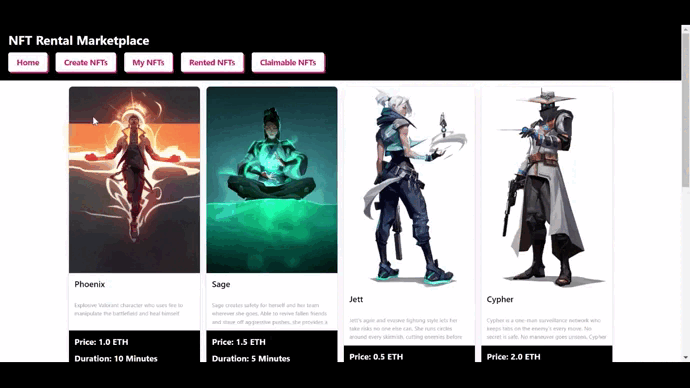 NFT Rental Marketplace
Home
Create NFTs
My NFTs
Rented NFTs
Claimable NFTs
Phoenix
Explosive Valorant character who uses fire to
manipulate the battlefield and heal himself
Price: 1.0 ETH
Duration: 10 Minutes
Sage
Sage creates safety for herself and her team
wherever she goes. Able to revive fallen friends
and stave off aggressive pushes, she provides a
Price: 1.5 ETH
Duration: 5 Minutes
Jett
Jett's agile and evasive fighting style lets her
take risks no one else can. She runs circles
around every skirmish, cutting enemies before
Price: 0.5 ETH
Cypher
Cypher is a one-man surveillance network who
keeps tabs on the enemy's every move. No
secret is safe. No maneuver goes unseen. Cypher
Price: 2.0 ETH